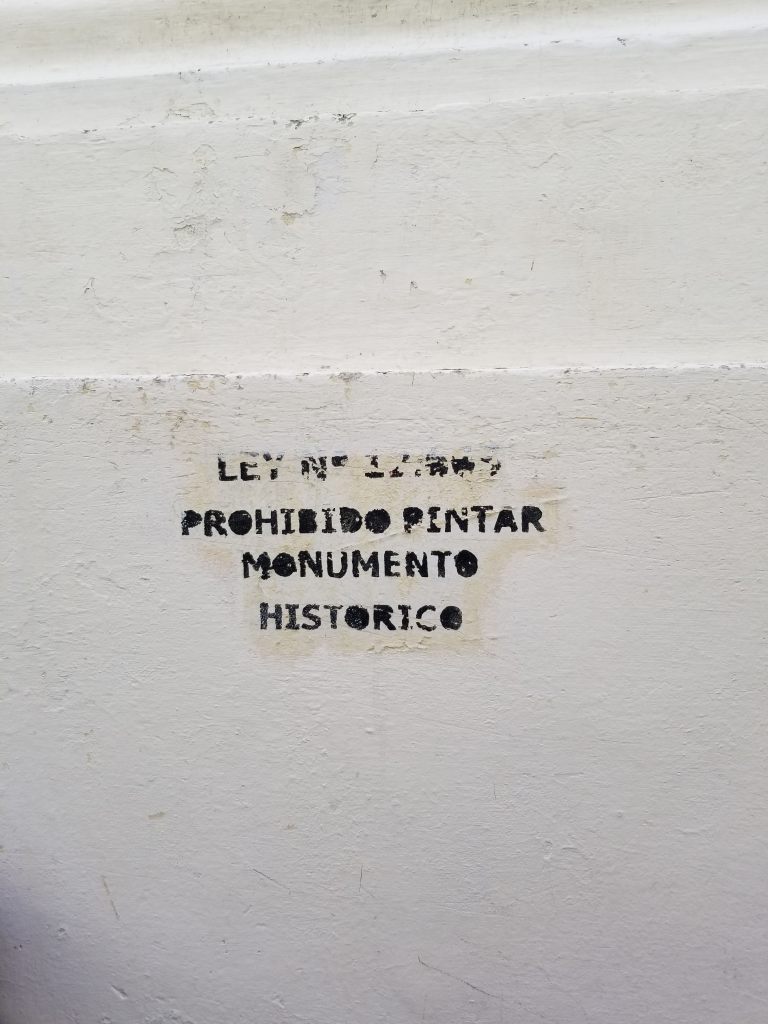 LEY Nº
PROHIBIDO PINTAR
MONUMENTO
HISTORICO